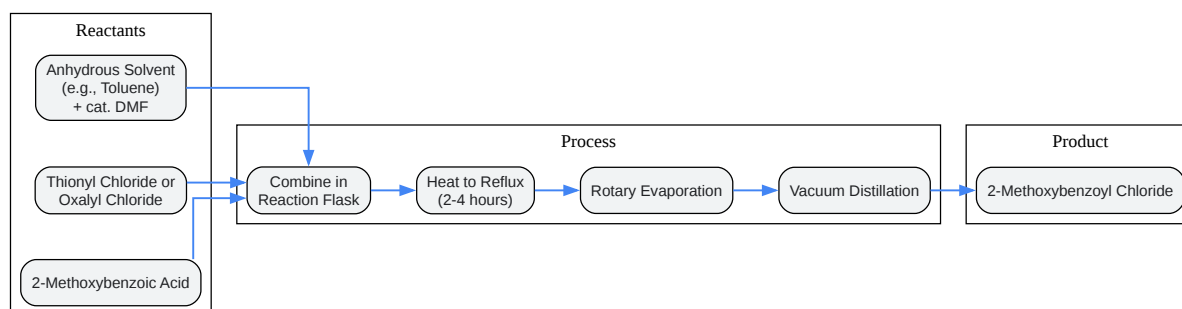 Reactants
Anhydrous Solvent
(e.g., Toluene)
+ cat. DMF
Thionyl Chloride or
Oxalyl Chloride
2-Methoxybenzoic Acid
Process
Combine in
Reaction Flask
Heat to Reflux
(2-4 hours)
Rotary Evaporation
Vacuum Distillation
Product
2-Methoxybenzoyl Chloride